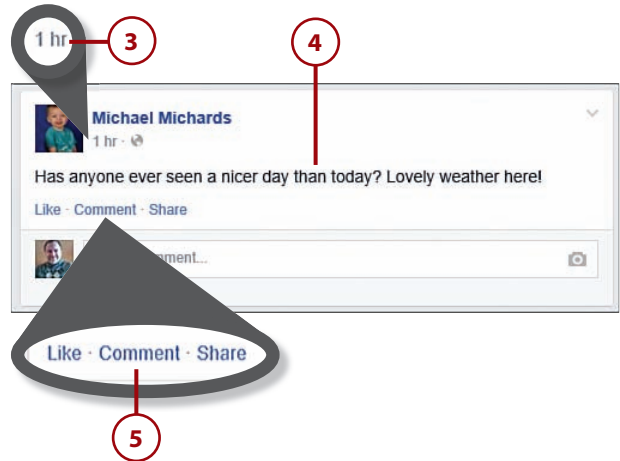 1 hr
3
4
Michael Michards
1 hr ·
Has anyone ever seen a nicer day than today? Lovely weather here!
Like · Comment · Share
Like · Comment · Share
5